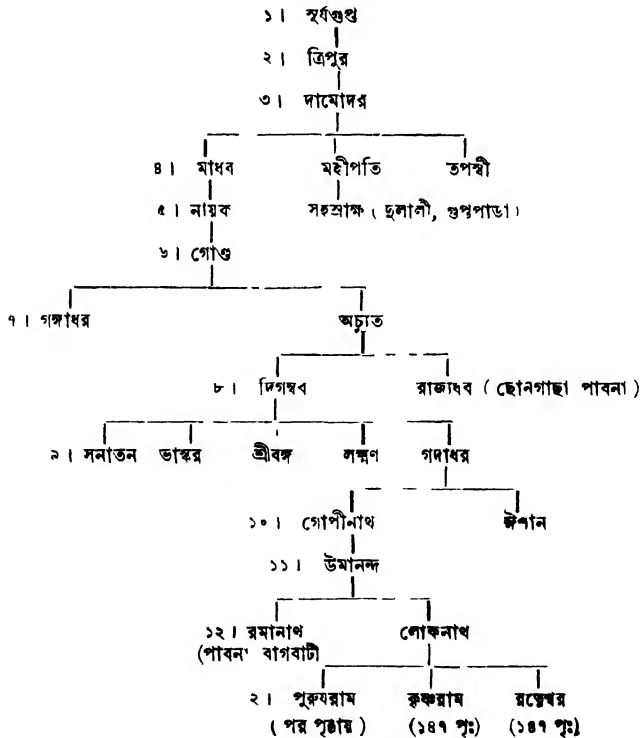 ১। সূর্যগুপ্ত
২। ত্রিপুর
৩। দামোদর
৪। মাধব মহীপতি তপস্বী
৫। নায়ক সহস্রাক্ষ ( দুলালী, গুপ্তপাডা )
৬। গোণ্ড
৭। গঙ্গাধর অচ্যুত
৮। দিগম্বব রাজ্যধব ( ছোনগাছা পাবনা )
৯। সনাতন ভাস্কর শ্রীবঙ্গ লক্ষ্মণ গদাধর
১০। গোপীনাথ ঈশান
১১। উমানন্দ
১২। রমানাথ লোকনাথ
(পাবনা বাগবাটী
২। পুরুষরাম কৃষ্ণরাম রত্নেশ্বর
( পর পৃষ্ঠায় ) (১৪৭ পৃঃ) (১৪৭ পৃঃ)